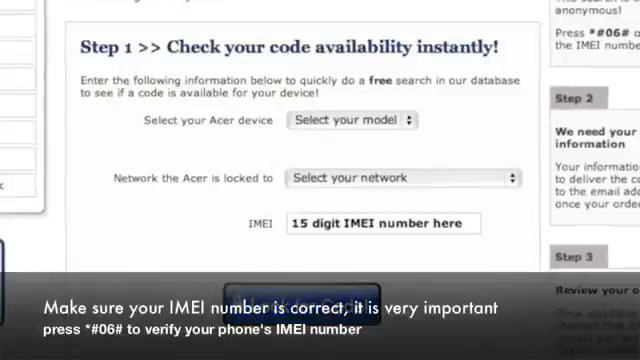 anonymous!
Press *#06#
the IMEI number
Step 1 >> Check your code availability instantly!
Enter the following information below to quickly do a free search in our database
to see if a code is available for your device!
Select your Acer device
Select your model
Network the Acer is locked to
Select your network
IMEI
15 digit IMEI number here
Step 2
We need your
information
Your information
to deliver the
to the email
once your order
Step 3
Review your
Make sure your IMEI number is correct, it is very important
press *#06# to verify your phone's IMEI number